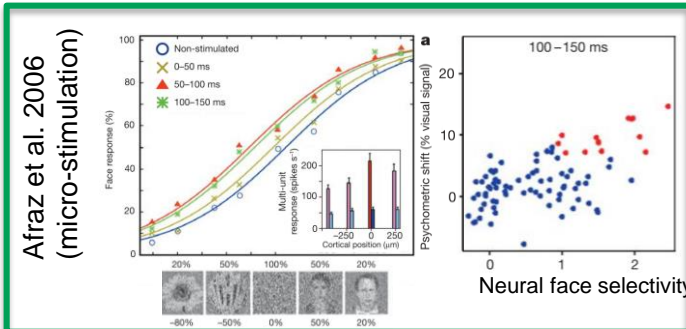 Afraz et al. 2006
(micro-stimulation)
100
80
60
40
20
0
Face response (%)
Non-stimulated
0–50 ms
50–100 ms
100–150 ms
Multi-unit
response (spikes s⁻¹)
200
100
0
−250 0 250
Cortical position (μm)
20% 50% 100% 50% 20%
−80% −50% 0% 50% 20%
a
100–150 ms
Psychometric shift (% visual signal)
20
10
0
0 1 2
Neural face selectivity